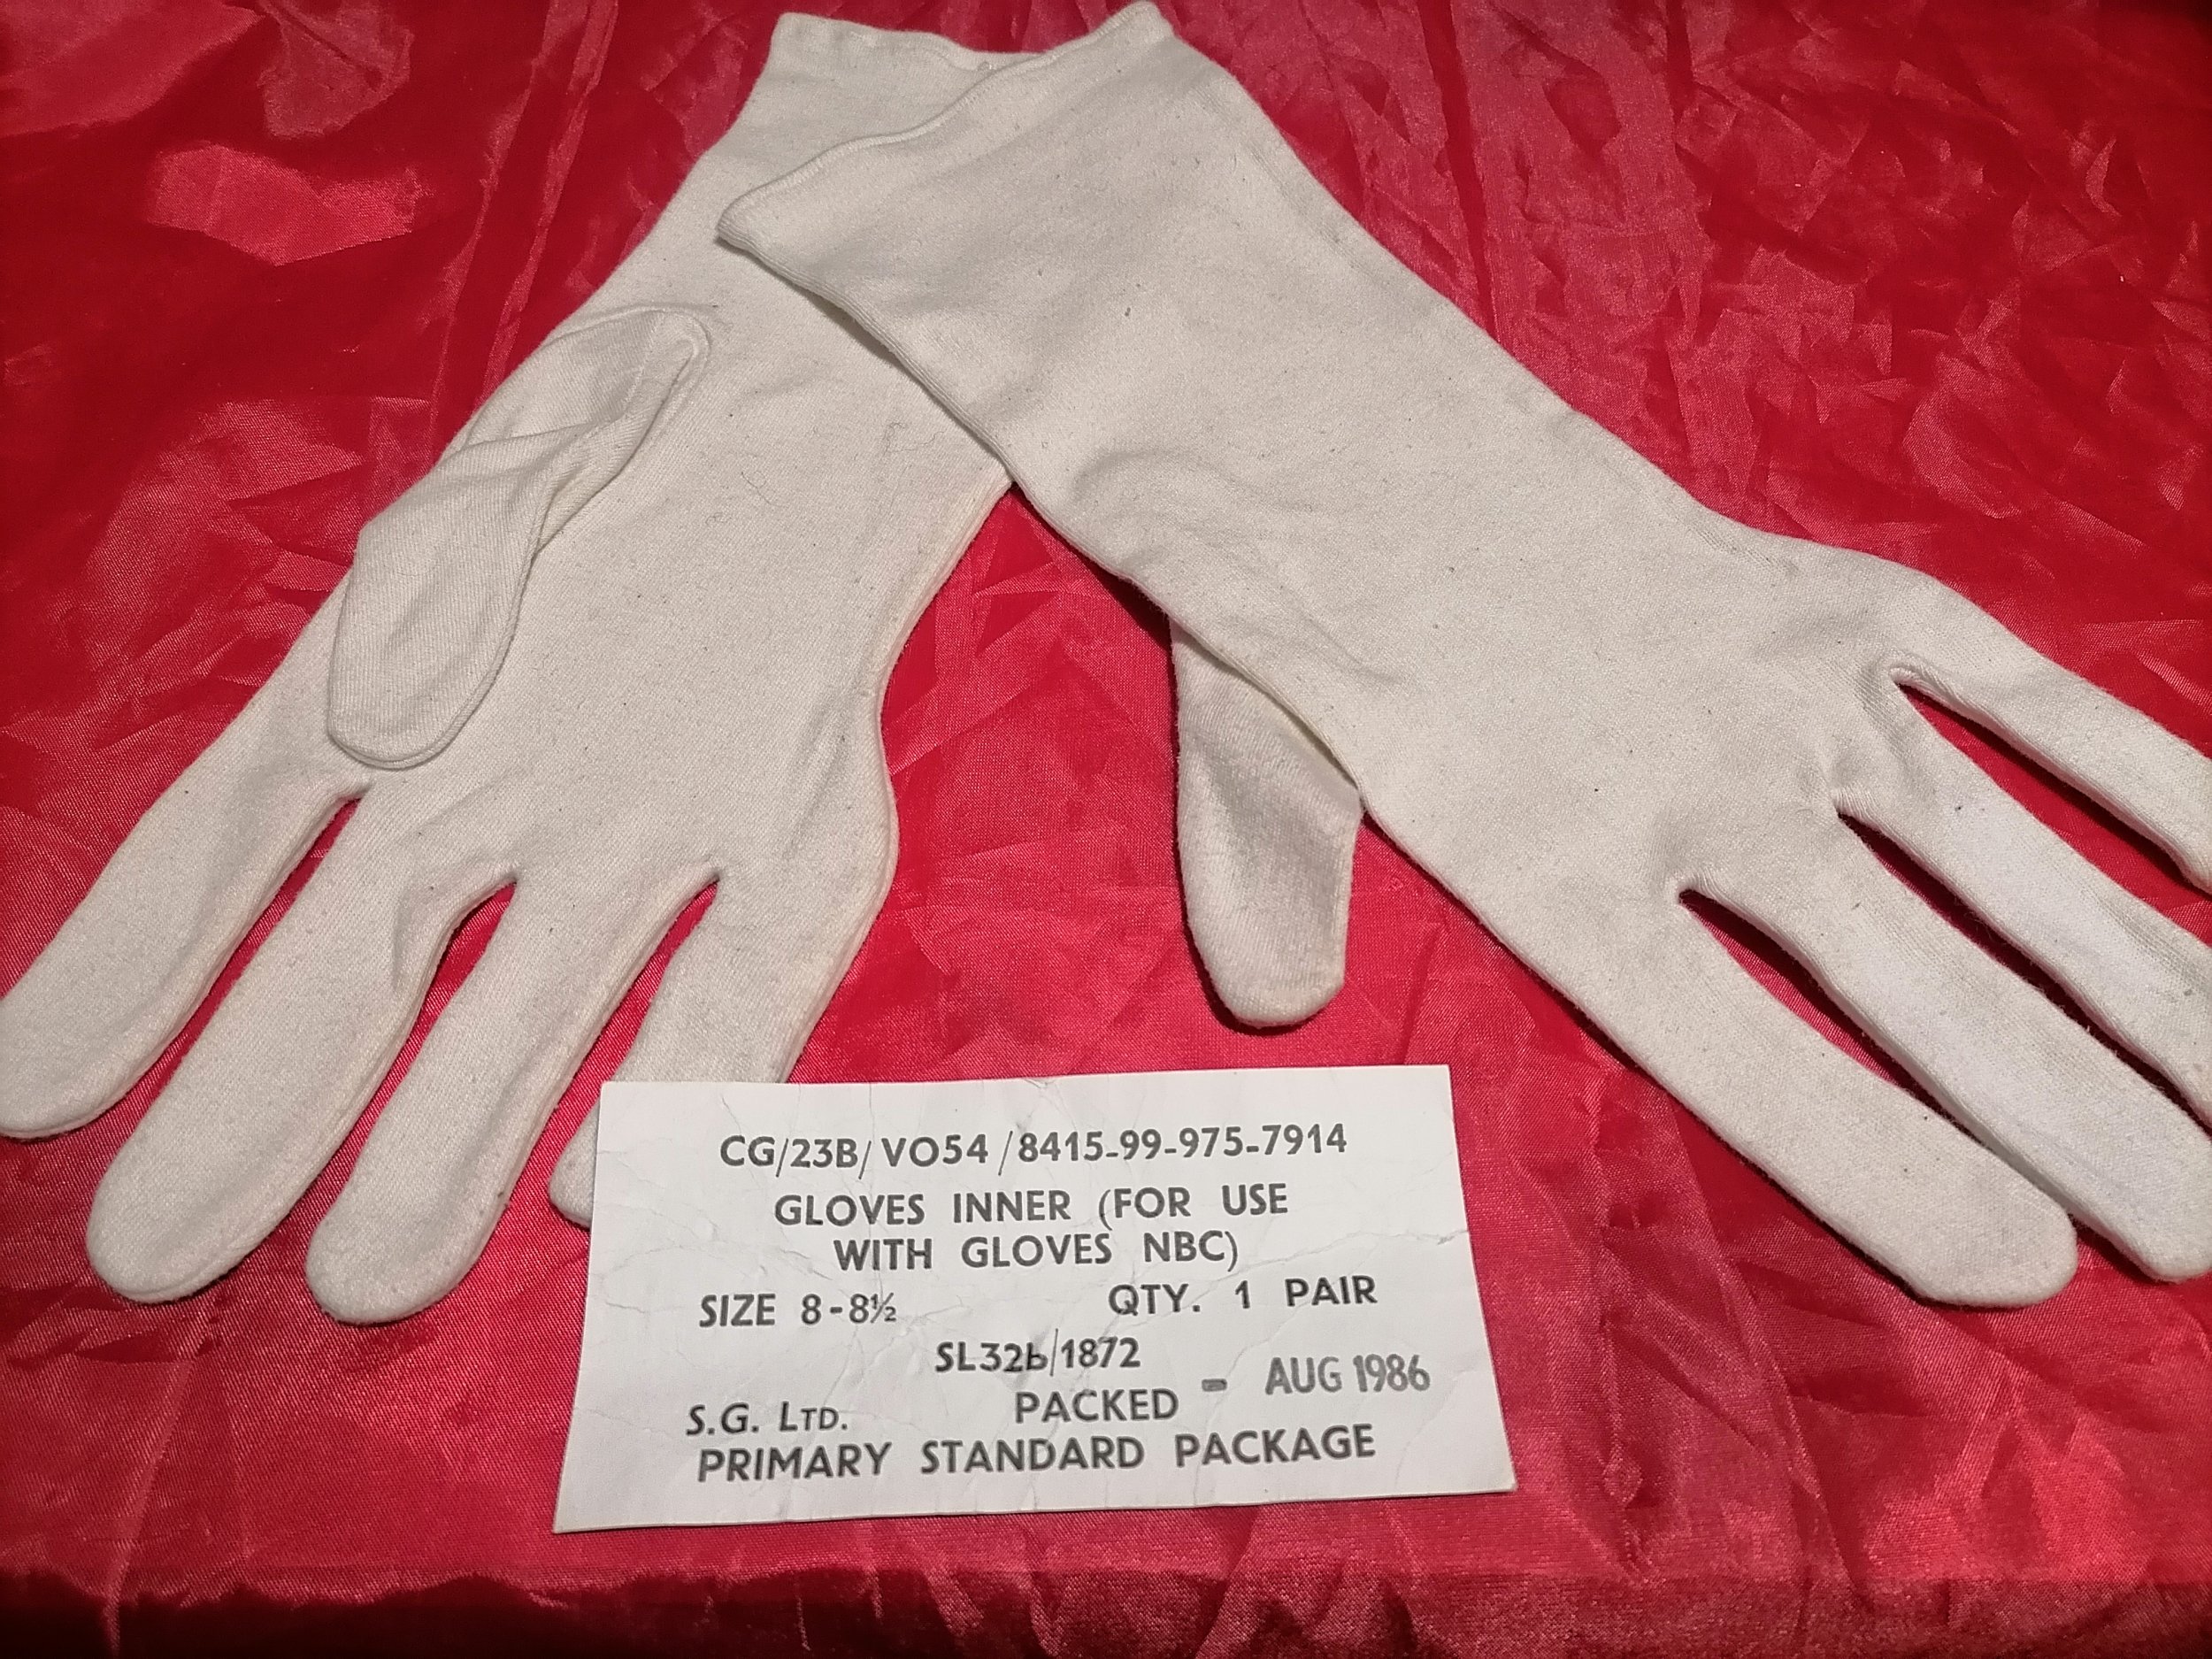 CG/23B/VO54/8415-99-975-7914
GLOVES INNER (FOR USE
WITH GLOVES NBC)
SIZE 8-8½ QTY. 1 PAIR
SL32b/1872
PACKED - AUG 1986
S.G. LTD.
PRIMARY STANDARD PACKAGE